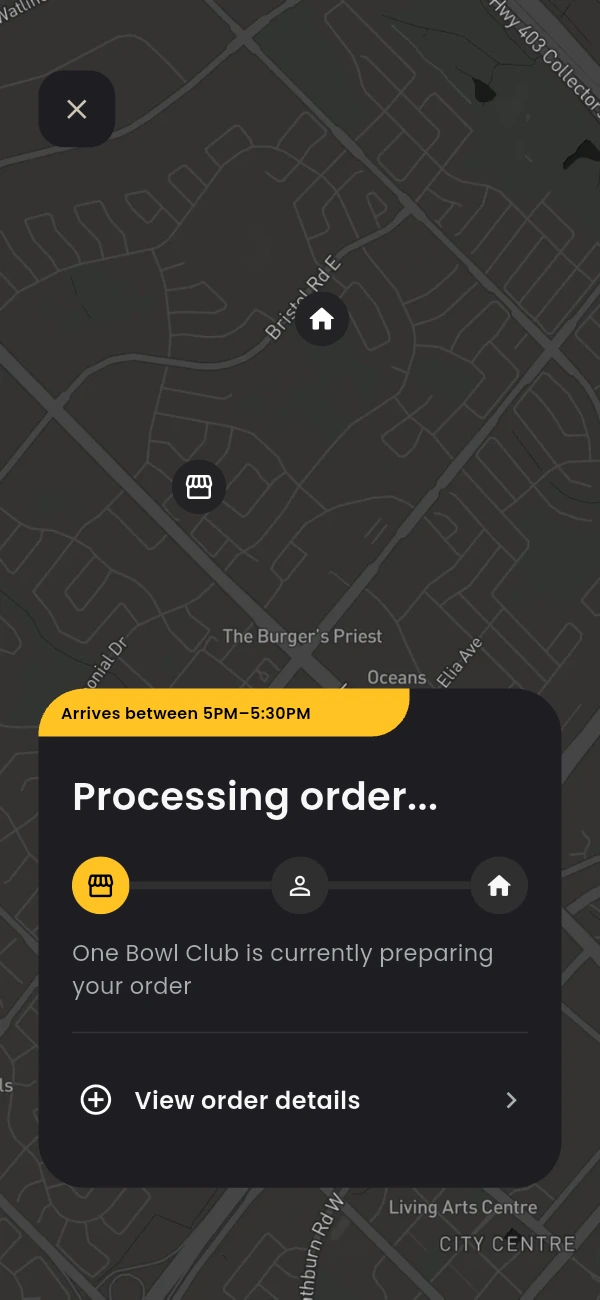 Hwy 403 Collectors
Bristol Rd E
The Burger's Priest
Oceans
Elia Ave
Arrives between 5PM–5:30PM
Processing order...
One Bowl Club is currently preparing
your order
View order details
Living Arts Centre
CITY CENTRE